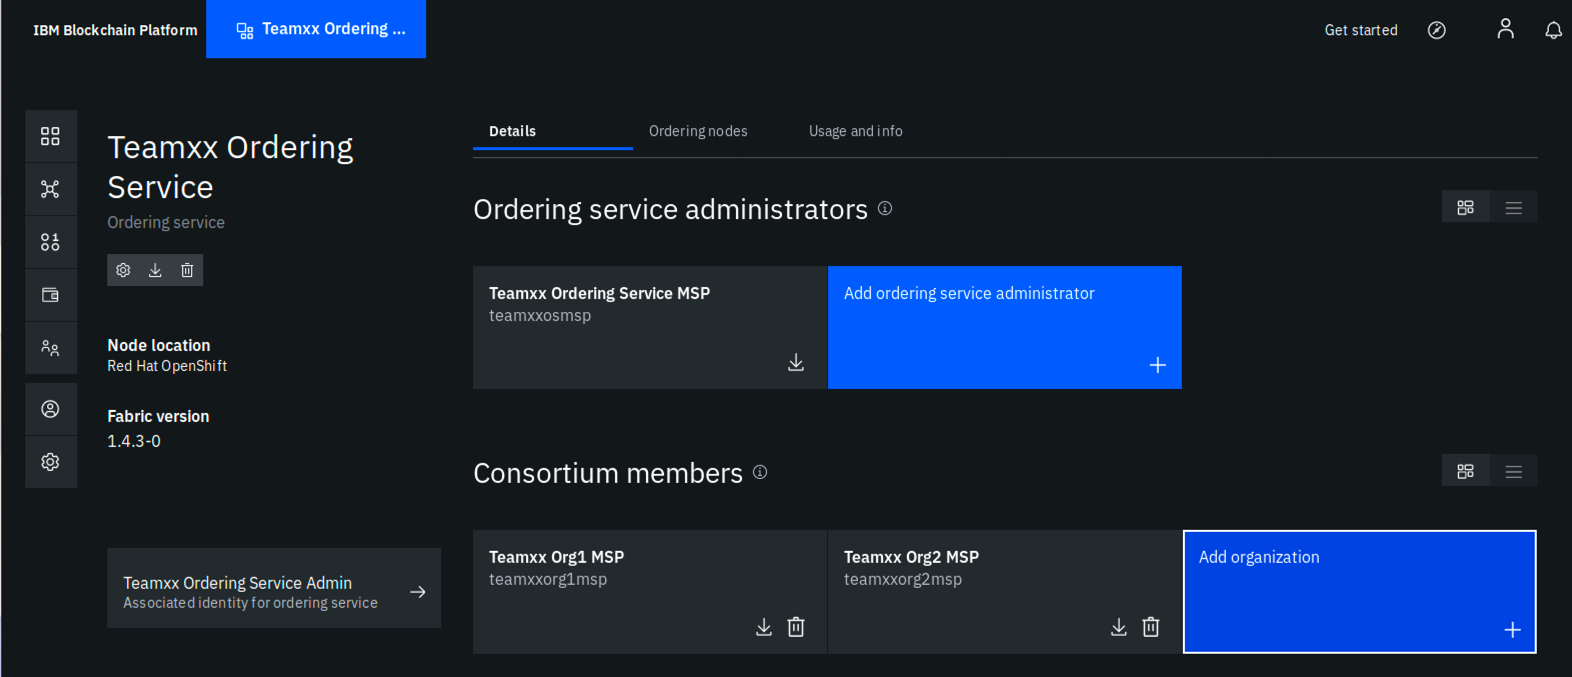 IBM Blockchain Platform
Teamxx Ordering ...
Get started
Teamxx Ordering
Service
Ordering service
Node location
Red Hat OpenShift
Fabric version
1.4.3-0
Teamxx Ordering Service Admin
Associated identity for ordering service
Details
Ordering nodes
Usage and info
Ordering service administrators
Teamxx Ordering Service MSP
teamxxosmsp
Add ordering service administrator
Consortium members
Teamxx Org1 MSP
teamxxorg1msp
Teamxx Org2 MSP
teamxxorg2msp
Add organization